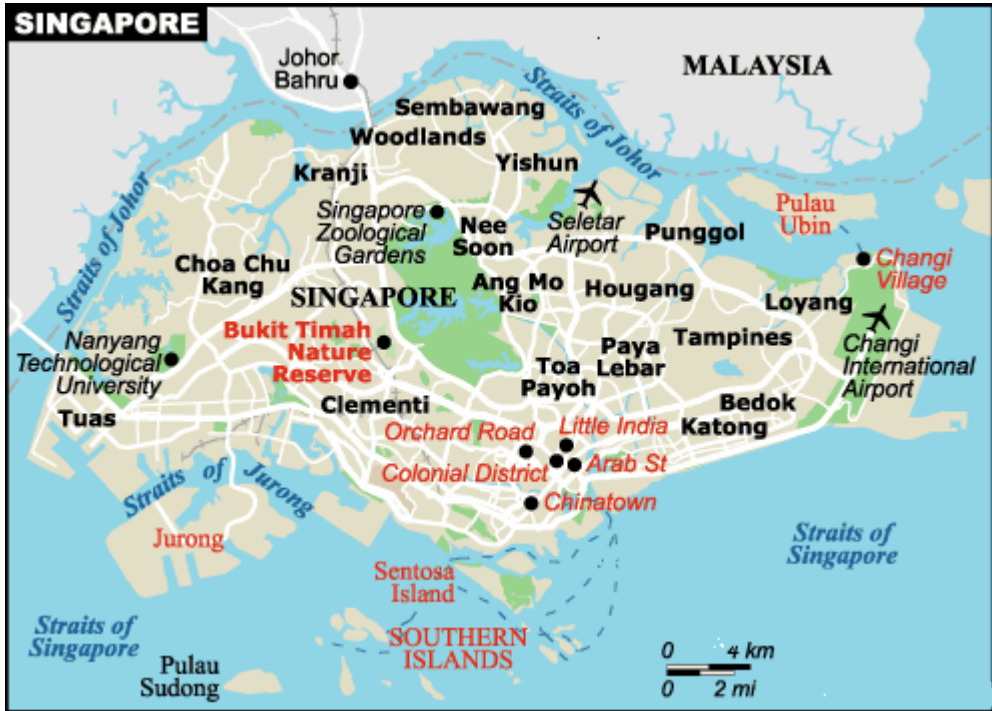 SINGAPORE
Johor
Bahru
MALAYSIA
Sembawang
Straits of Johor
Woodlands
Yishun
Kranji
Straits of Johor
Singapore
Zoological
Gardens
Nee
Soon
Seletar
Airport
Punggol
Pulau
Ubin
Changi
Village
Choa Chu
Kang
SINGAPORE
Ang Mo
Kio
Hougang
Loyang
Bukit Timah
Nature
Reserve
Nanyang
Technological
University
Toa
Payoh
Paya
Lebar
Tampines
Changi
International
Airport
Tuas
Clementi
Bedok
Katong
Orchard Road
Little India
Colonial District
Arab St
Chinatown
Straits of Jurong
Jurong
Straits of
Singapore
Sentosa
Island
SOUTHERN
ISLANDS
Straits of
Singapore
Pulau
Sudong
0 4 km
0 2 mi